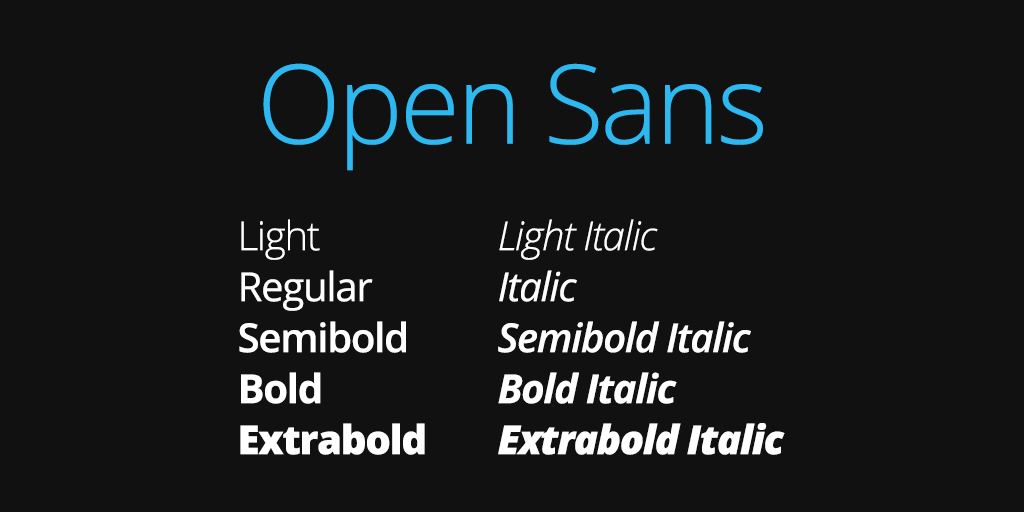 Open Sans
Light
Regular
Semibold
Bold
Extrabold
Light Italic
Italic
Semibold Italic
Bold Italic
Extrabold Italic